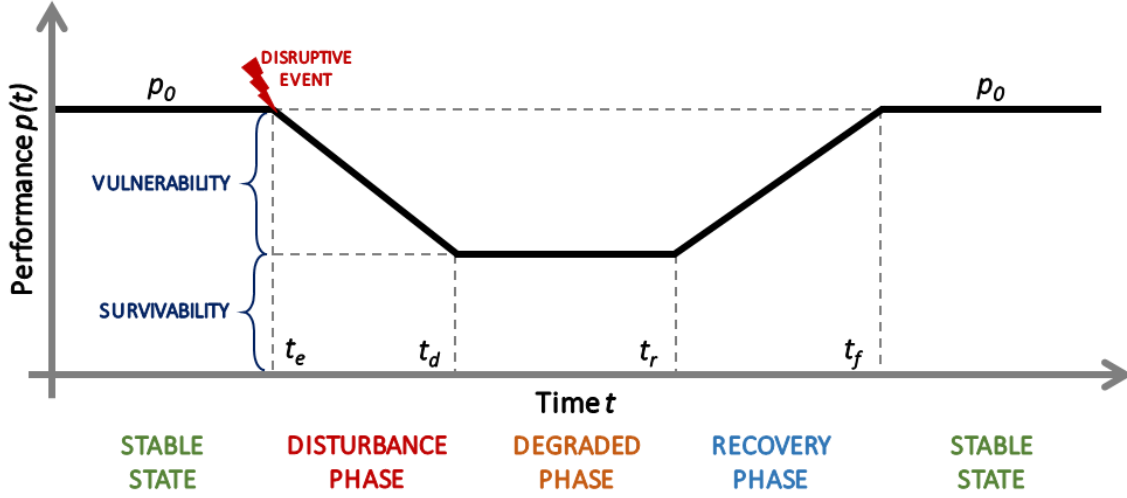 DISRUPTIVE
EVENT
p0
p0
Performance p(t)
VULNERABILITY
SURVIVABILITY
te
td
tr
tf
Time t
STABLE
STATE
DISTURBANCE
PHASE
DEGRADED
PHASE
RECOVERY
PHASE
STABLE
STATE